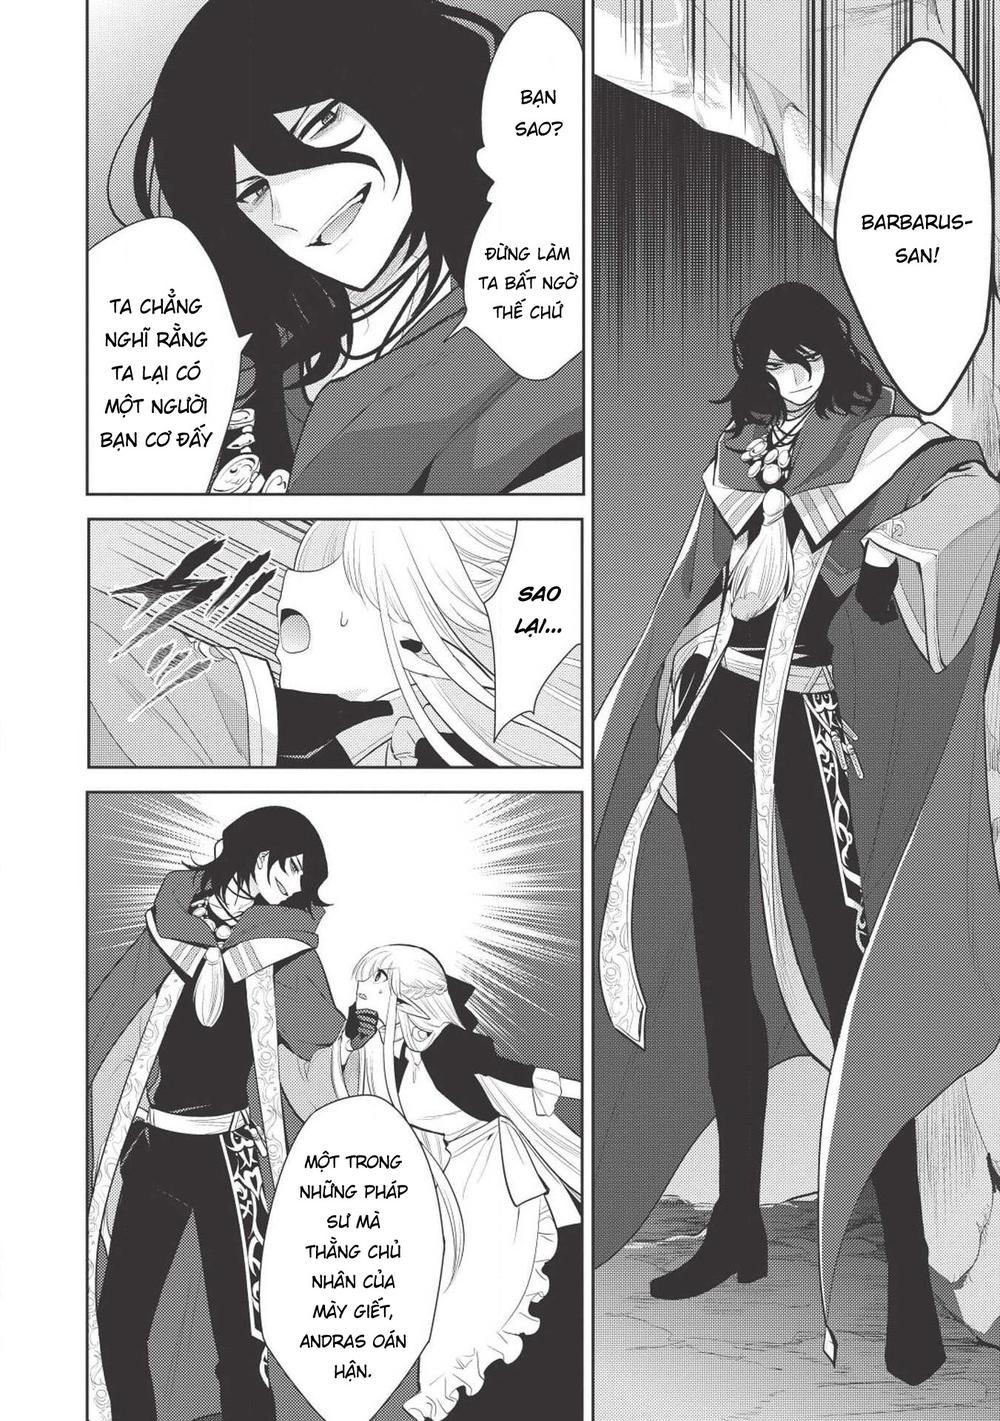 BARBARUS-
SAN!
BẠN
SAO?
ĐỪNG LÀM
TA BẤT NGỜ
THẾ CHỨ
TA CHẲNG
NGHĨ RẰNG
TA LẠI CÓ
MỘT NGƯỜI
BẠN CƠ ĐẤY
SAO
LẠI...
MỘT TRONG
NHỮNG PHÁP
SƯ MÀ
THẰNG CHỦ
NHÂN CỦA
MÀY GIẾT,
ANDRAS OÁN
HẬN.